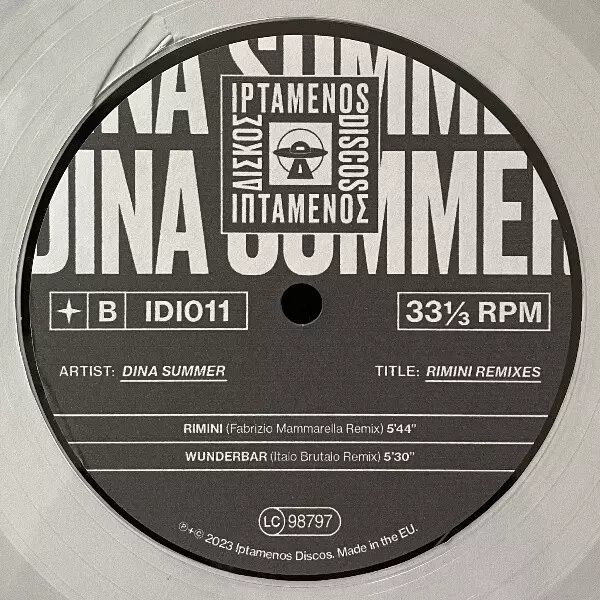 DINA SUMMER
IPTAMENOS
DISCOS
ΔΙΣΚΟΣ
ΙΠΤΑΜΕΝΟΣ
DINA SUMMER
B IDI011
33⅓ RPM
ARTIST: DINA SUMMER
TITLE: RIMINI REMIXES
RIMINI (Fabrizio Mammarella Remix) 5'44"
WUNDERBAR (Italo Brutalo Remix) 5'30"
LC 98797
℗+© 2023 Iptamenos Discos. Made in the EU.